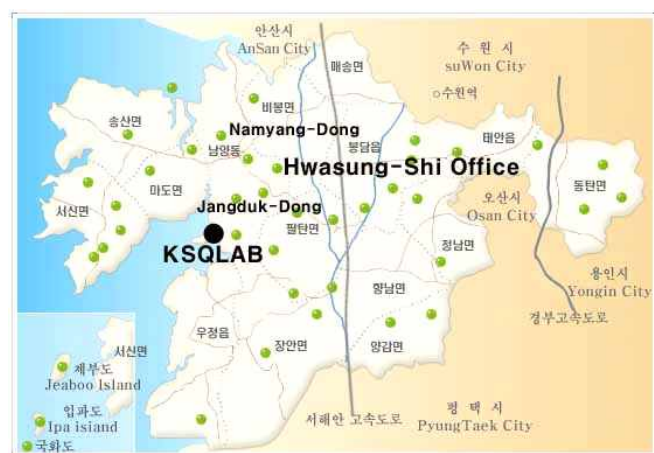 안산시
AnSan City
수 원 시
suWon City
매송면
비봉면
○수원역
송산면
Namyang-Dong
남양동
봉담읍
태안읍
Hwasung-Shi Office
마도면
동탄면
서신면
Jangduk-Dong
오산시
Osan City
팔탄면
정남면
KSQLAB
용인시
Yongin City
향남면
경부고속도로
우정읍
서신면
장안면
양감면
제부도
Jeaboo Island
입파도
Ipa island
국화도
서해안 고속도로
평 택 시
PyungTaek City